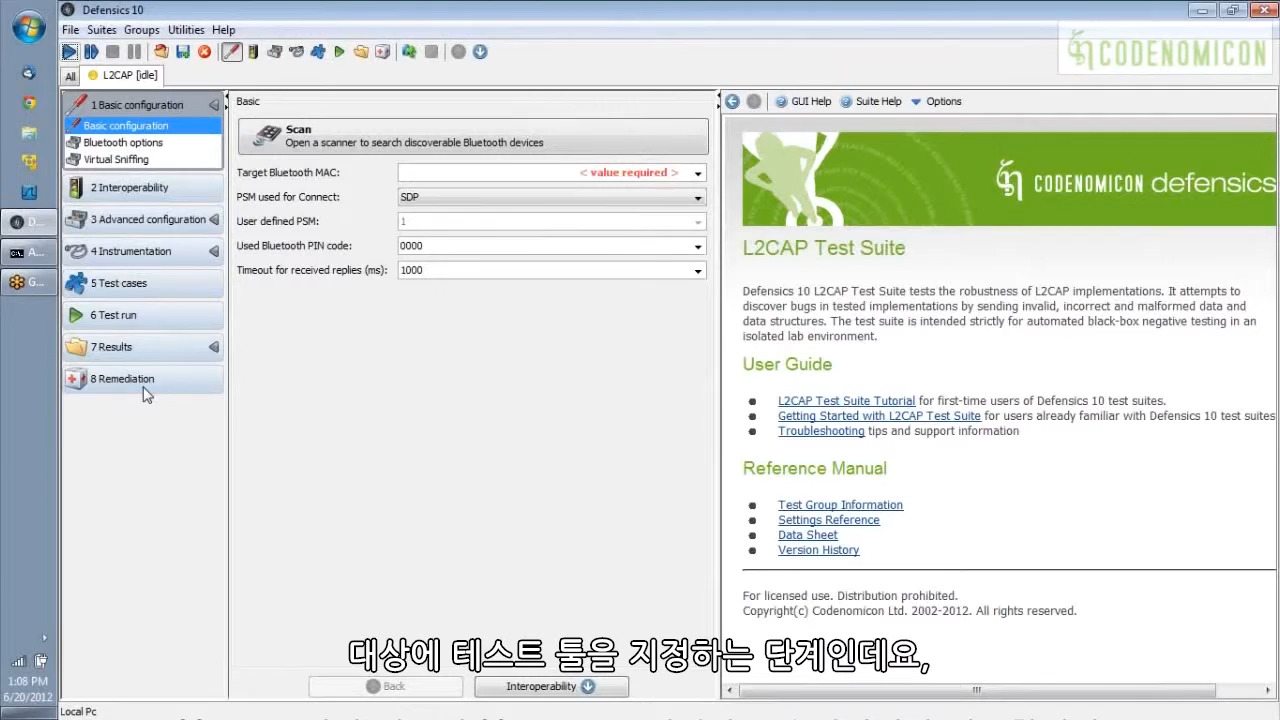 Defensics 10
File Suites Groups Utilities Help
CODENOMICON
All L2CAP [idle]
1 Basic configuration
Basic configuration
Bluetooth options
Virtual Sniffing
2 Interoperability
3 Advanced configuration
4 Instrumentation
5 Test cases
6 Test run
7 Results
8 Remediation
Basic
Scan
Open a scanner to search discoverable Bluetooth devices
Target Bluetooth MAC: < value required >
PSM used for Connect: SDP
User defined PSM: 1
Used Bluetooth PIN code: 0000
Timeout for received replies (ms): 1000
Back Interoperability
GUI Help Suite Help Options
CODENOMICON defensics
L2CAP Test Suite
Defensics 10 L2CAP Test Suite tests the robustness of L2CAP implementations. It attempts to
discover bugs in tested implementations by sending invalid, incorrect and malformed data and
data structures. The test suite is intended strictly for automated black-box negative testing in an
isolated lab environment.
User Guide
L2CAP Test Suite Tutorial for first-time users of Defensics 10 test suites.
Getting Started with L2CAP Test Suite for users already familiar with Defensics 10 test suites
Troubleshooting tips and support information
Reference Manual
Test Group Information
Settings Reference
Data Sheet
Version History
For licensed use. Distribution prohibited.
Copyright(c) Codenomicon Ltd. 2002-2012. All rights reserved.
대상에 테스트 툴을 지정하는 단계인데요,
D...
A...
G...
1:08 PM
6/20/2012
Local Pc